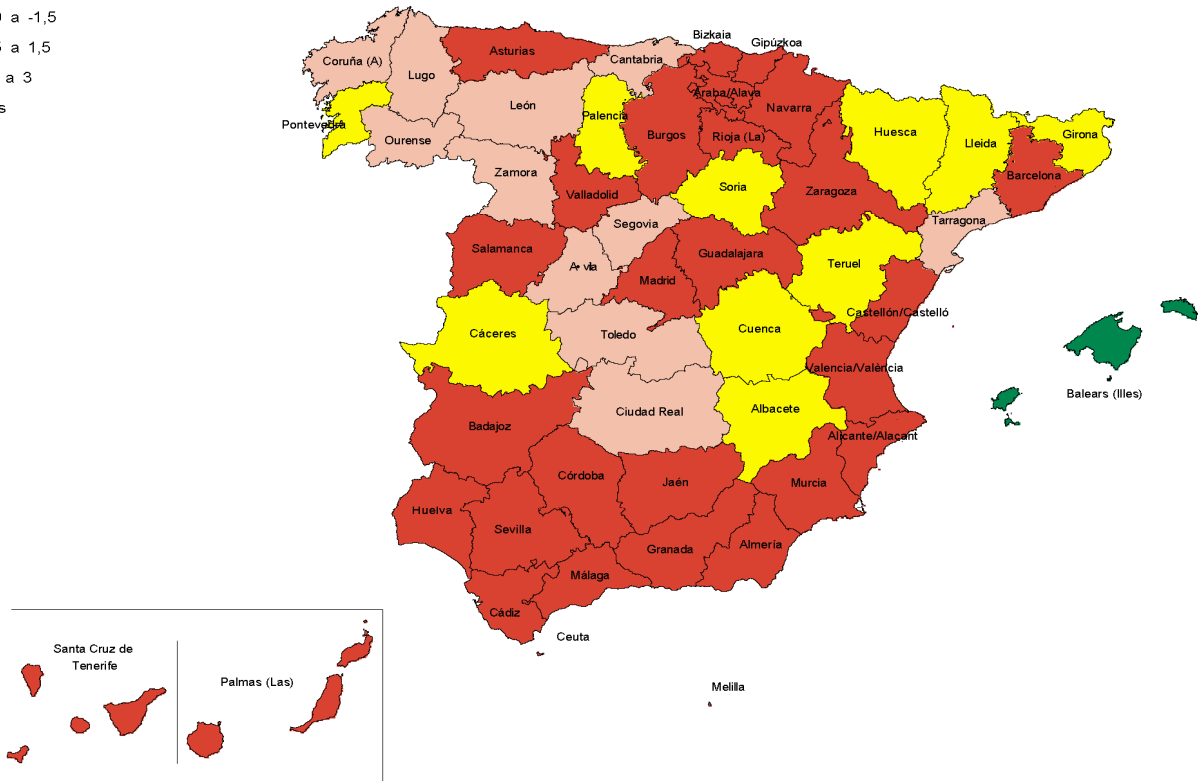 a -1,5
a 1,5
a 3
s
Bizkaia
Gipúzkoa
Asturias
Cantabria
Coruña (A)
Lugo
León
Araba/Alava
Navarra
Palencia
Pontevedra
Burgos
Rioja (La)
Huesca
Lleida
Girona
Ourense
Zamora
Barcelona
Valladolid
Soria
Zaragoza
Segovia
Tarragona
Salamanca
Guadalajara
Teruel
A• vila
Madrid
Castellón/Castelló
Cáceres
Toledo
Cuenca
Valencia/València
Balears (Illes)
Badajoz
Ciudad Real
Albacete
Alicante/Alacant
Córdoba
Jaén
Murcia
Huelva
Sevilla
Granada
Almería
Málaga
Cádiz
Ceuta
Santa Cruz de
Tenerife
Palmas (Las)
Melilla